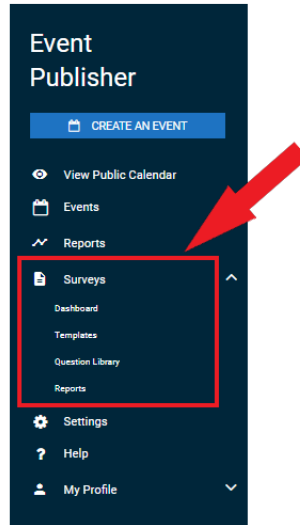 Event
Publisher
CREATE AN EVENT
View Public Calendar
Events
Reports
Surveys
Dashboard
Templates
Question Library
Reports
Settings
Help
My Profile